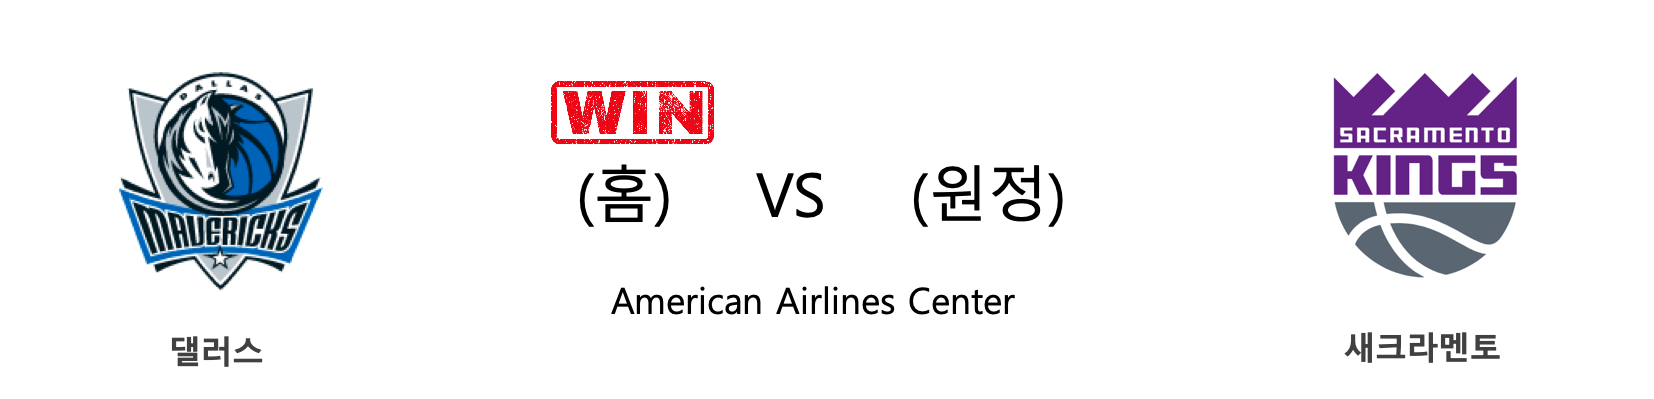 DALLAS
MAVERICKS
WIN
(홈) VS (원정)
American Airlines Center
SACRAMENTO
KINGS
댈러스
새크라멘토